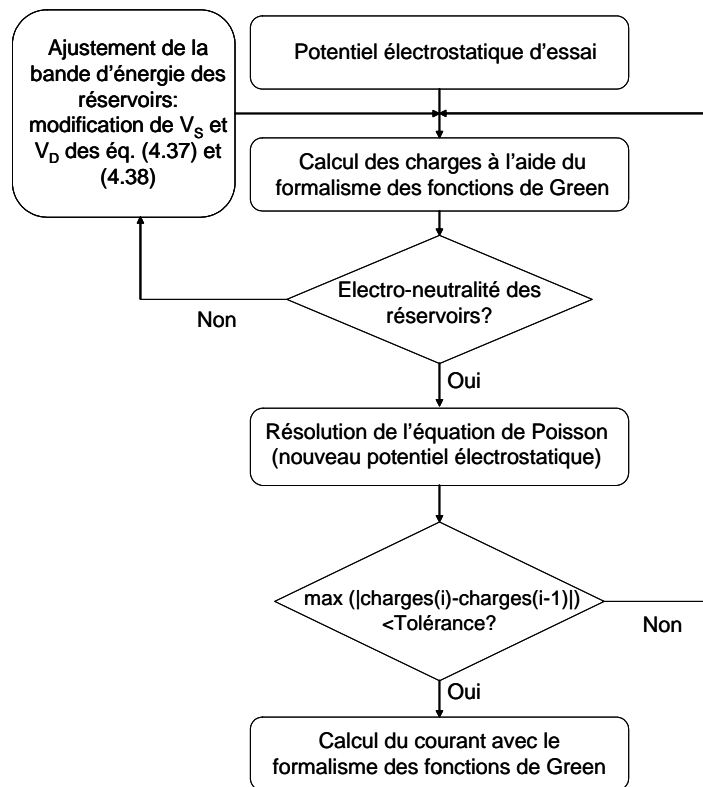 Ajustement de la
bande d'énergie des
réservoirs:
modification de V_S et
V_D des éq. (4.37) et
(4.38)
Potentiel électrostatique d'essai
Calcul des charges à l'aide du
formalisme des fonctions de Green
Electro-neutralité des
réservoirs?
Non
Oui
Résolution de l'équation de Poisson
(nouveau potentiel électrostatique)
max (|charges(i)-charges(i-1)|)
<Tolérance?
Non
Oui
Calcul du courant avec le
formalisme des fonctions de Green